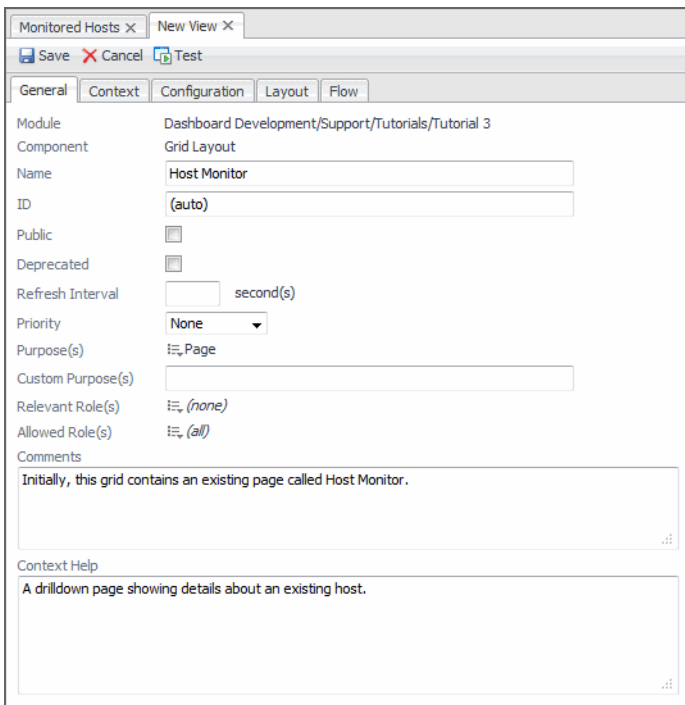 Monitored Hosts X New View X
Save Cancel Test
General Context Configuration Layout Flow
Module Dashboard Development/Support/Tutorials/Tutorial 3
Component Grid Layout
Name Host Monitor
ID (auto)
Public
Deprecated
Refresh Interval second(s)
Priority None
Purpose(s) Page
Custom Purpose(s)
Relevant Role(s) (none)
Allowed Role(s) (all)
Comments
Initially, this grid contains an existing page called Host Monitor.
Context Help
A drilldown page showing details about an existing host.